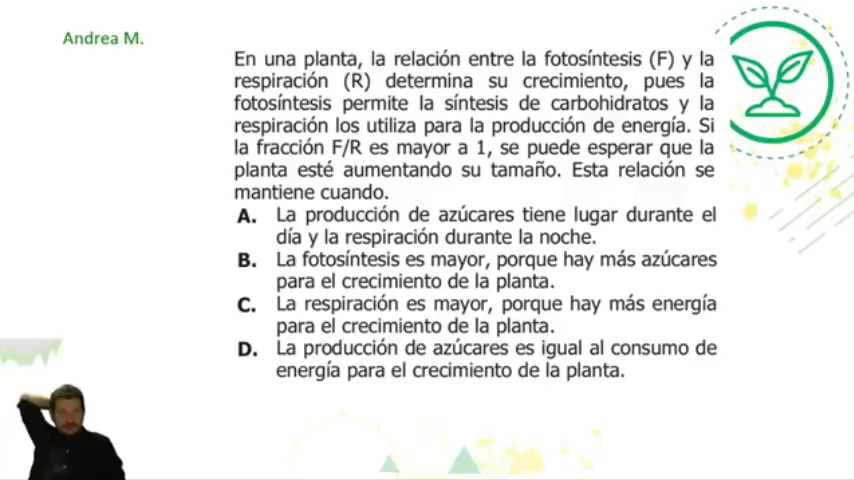 Andrea M.
En una planta, la relación entre la fotosíntesis (F) y la
respiración (R) determina su crecimiento, pues la
fotosíntesis permite la síntesis de carbohidratos y la
respiración los utiliza para la producción de energía. Si
la fracción F/R es mayor a 1, se puede esperar que la
planta esté aumentando su tamaño. Esta relación se
mantiene cuando.
A. La producción de azúcares tiene lugar durante el
día y la respiración durante la noche.
B. La fotosíntesis es mayor, porque hay más azúcares
para el crecimiento de la planta.
C. La respiración es mayor, porque hay más energía
para el crecimiento de la planta.
D. La producción de azúcares es igual al consumo de
energía para el crecimiento de la planta.